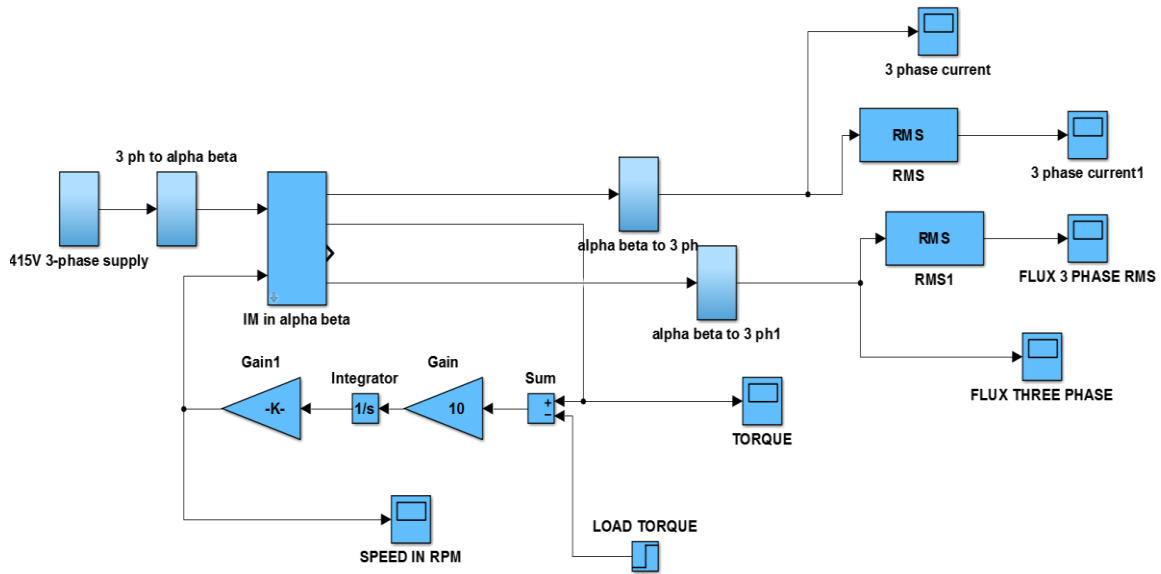 3 phase current
RMS
RMS
3 phase current1
3 ph to alpha beta
415V 3-phase supply
alpha beta to 3 ph
RMS
RMS1
FLUX 3 PHASE RMS
IM in alpha beta
alpha beta to 3 ph1
Gain1
Integrator
Gain
Sum
-K-
1/s
10
+
−
FLUX THREE PHASE
TORQUE
LOAD TORQUE
SPEED IN RPM